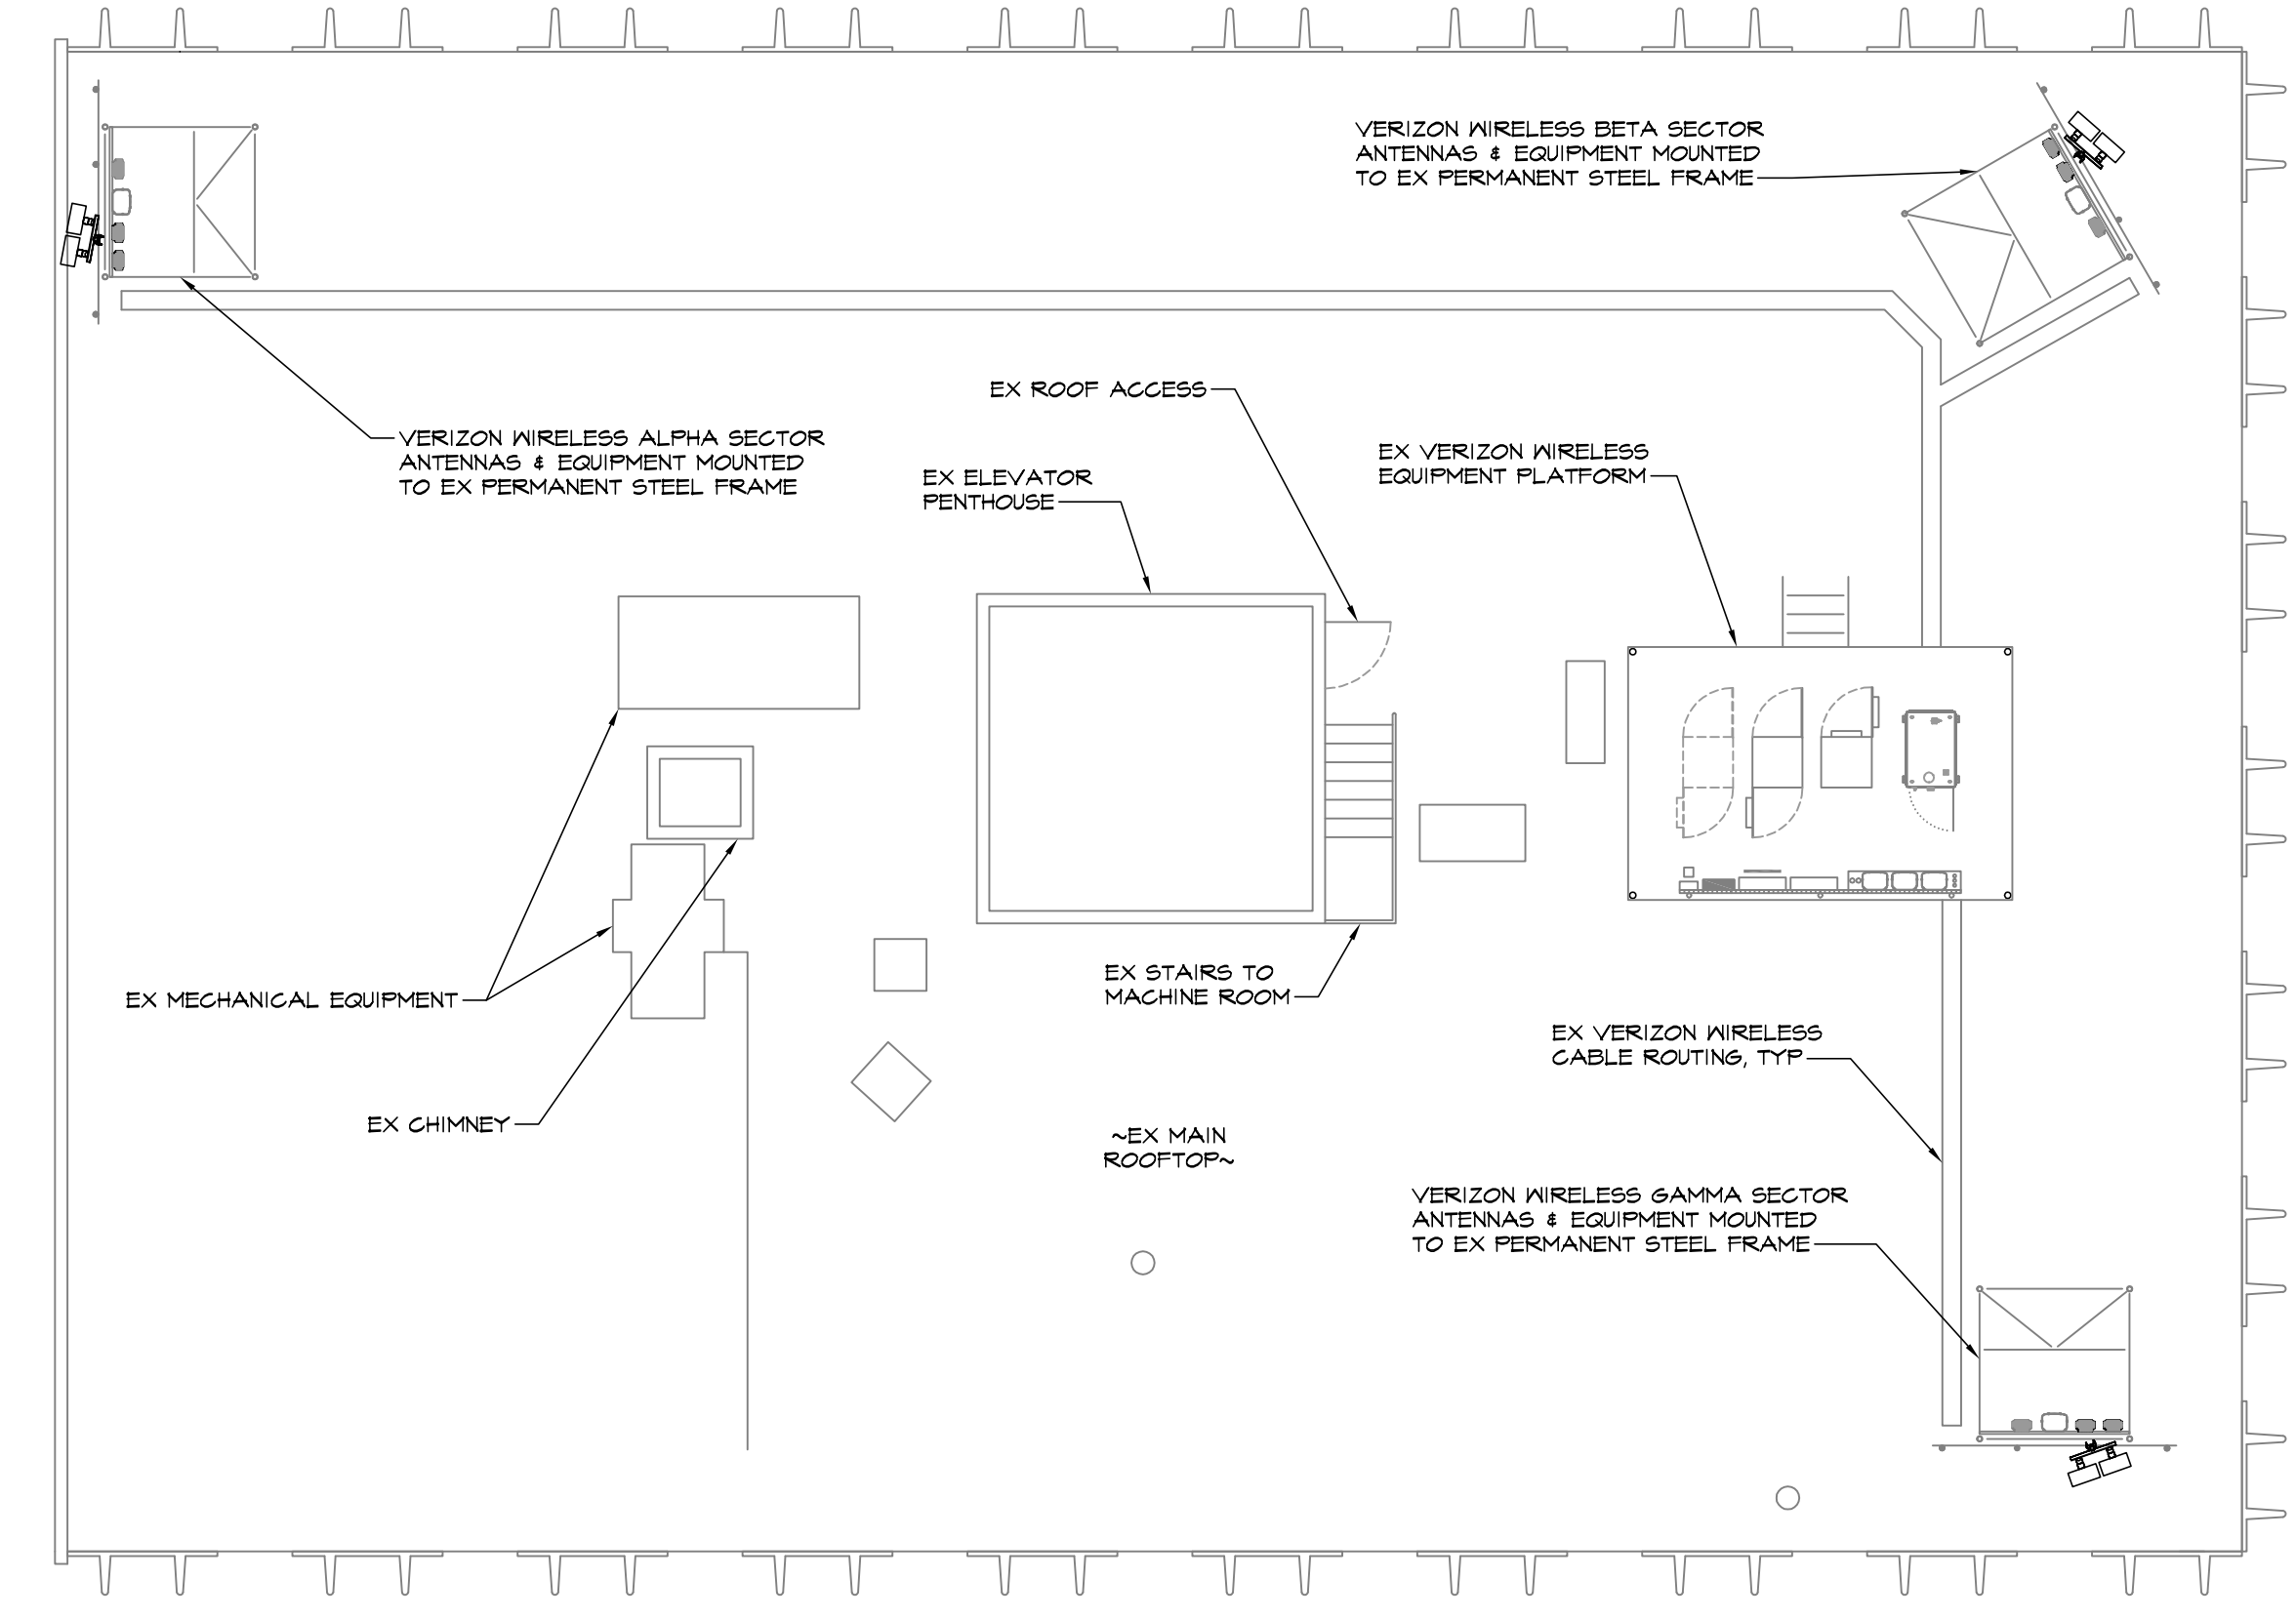 VERIZON WIRELESS BETA SECTOR
ANTENNAS & EQUIPMENT MOUNTED
TO EX PERMANENT STEEL FRAME
EX ROOF ACCESS
VERIZON WIRELESS ALPHA SECTOR
ANTENNAS & EQUIPMENT MOUNTED
TO EX PERMANENT STEEL FRAME
EX ELEVATOR
PENTHOUSE
EX VERIZON WIRELESS
EQUIPMENT PLATFORM
EX MECHANICAL EQUIPMENT
EX STAIRS TO
MACHINE ROOM
EX VERIZON WIRELESS
CABLE ROUTING, TYP
EX CHIMNEY
~EX MAIN
ROOFTOP~
VERIZON WIRELESS GAMMA SECTOR
ANTENNAS & EQUIPMENT MOUNTED
TO EX PERMANENT STEEL FRAME